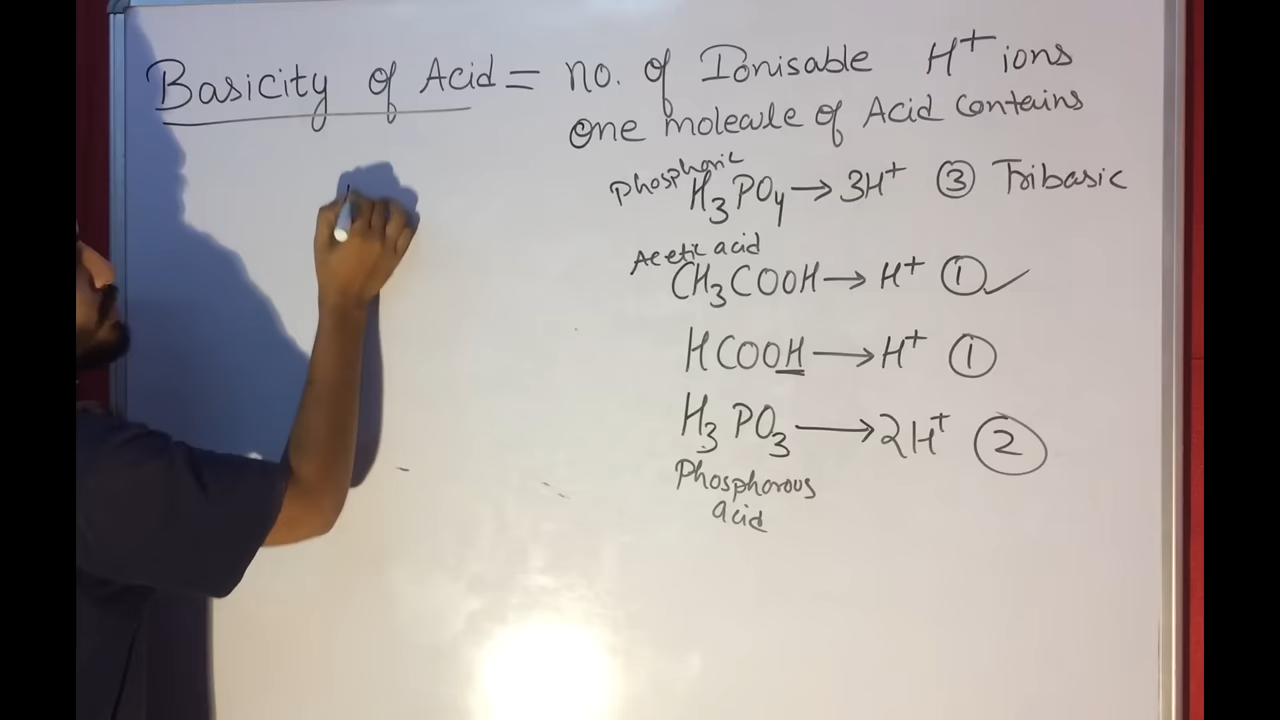 Basicity of Acid = no. of Ionisable H⁺ ions
one molecule of Acid Contains
Phosphoric
H₃PO₄ → 3H⁺ ③ Tribasic
Acetic acid
CH₃COOH → H⁺ ① ✓
HCOOH → H⁺ ①
H₃PO₃ → 2H⁺ ②
Phosphorous
acid